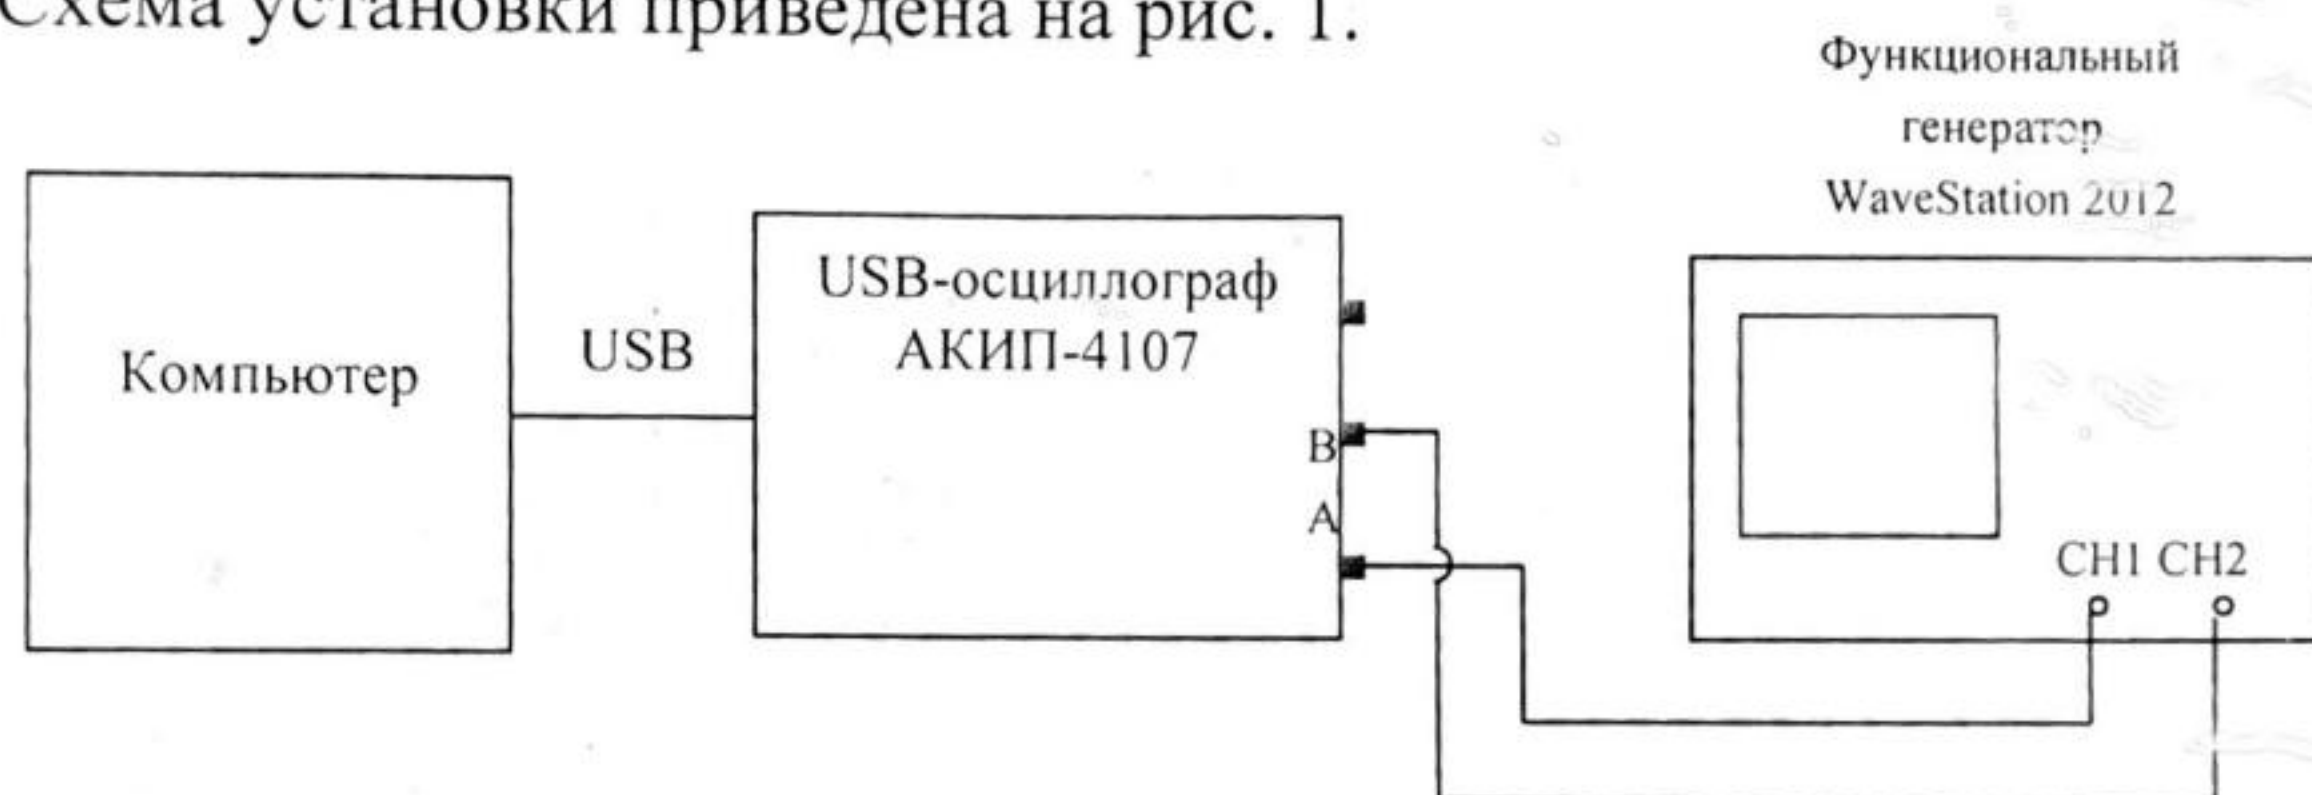 Схема установки приведена на рис. 1.
Функциональный
генератор
WaveStation 2012
Компьютер
USB
USB-осциллограф
АКИП-4107
B
A
CH1 CH2